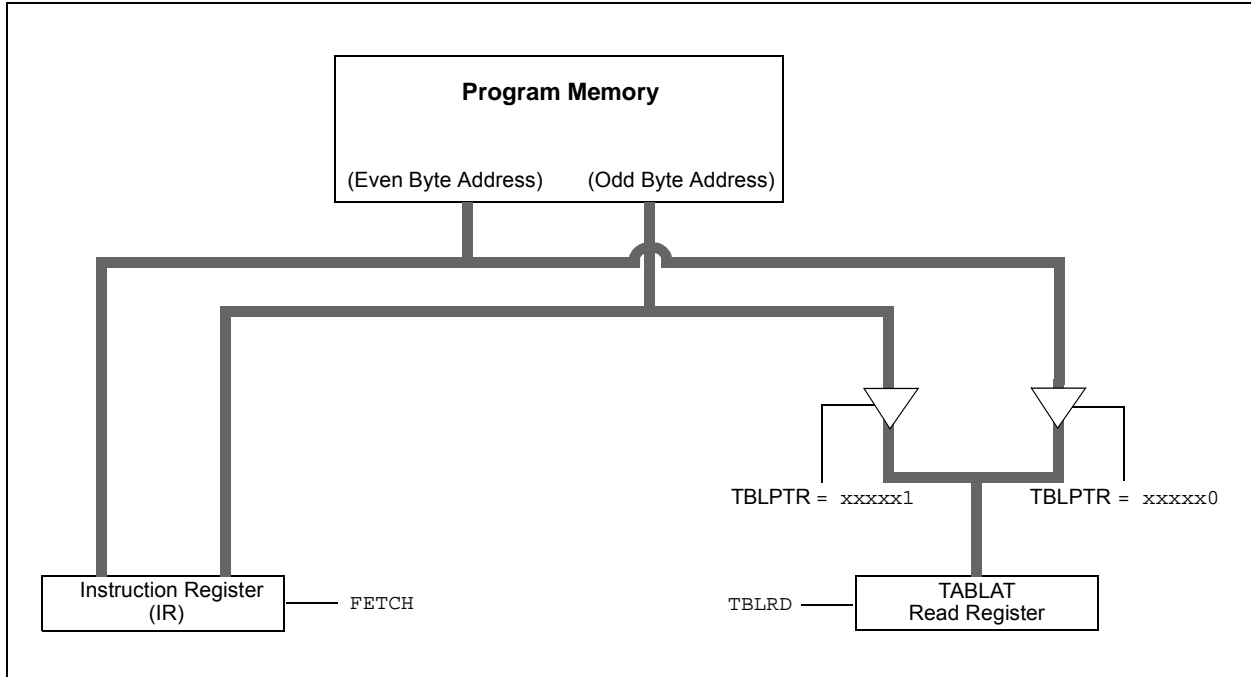 Program Memory
(Even Byte Address) (Odd Byte Address)
TBLPTR = xxxxx1 TBLPTR = xxxxx0
Instruction Register
(IR)
FETCH
TBLRD
TABLAT
Read Register